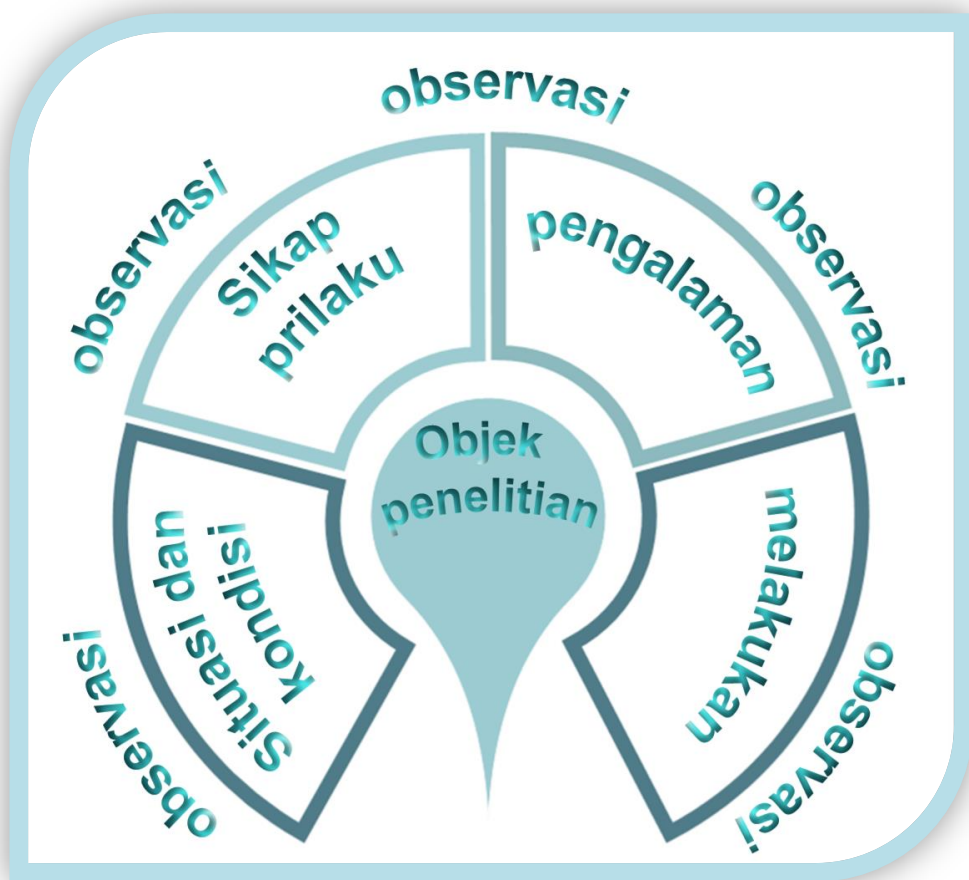 observasi
observasi
observasi
Sikap
prilaku
pengalaman
Objek
penelitian
Situasi dan
Kondisi
melakukan
observasi
observasi